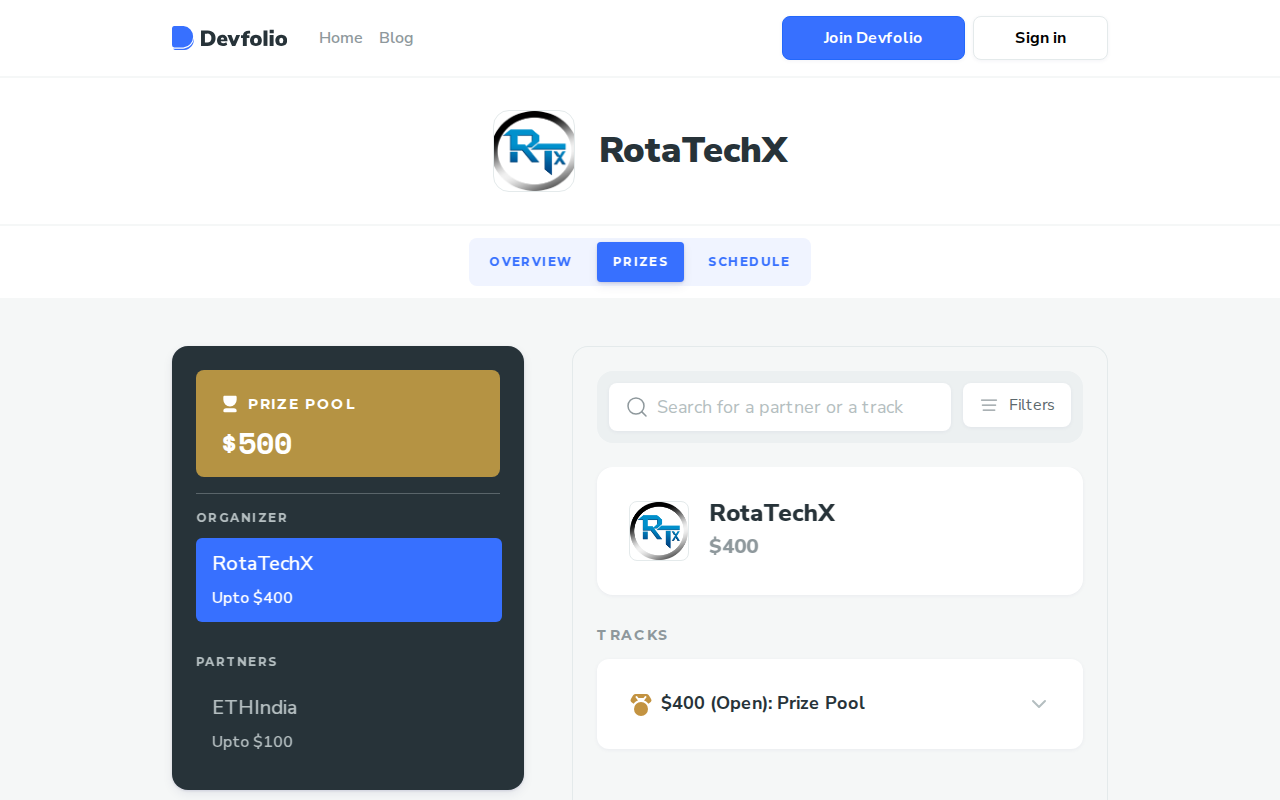 Devfolio
Home
Blog
Join Devfolio
Sign in
RTx
RotaTechX
OVERVIEW
PRIZES
SCHEDULE
PRIZE POOL
$500
ORGANIZER
RotaTechX
Upto $400
PARTNERS
ETHIndia
Upto $100
Search for a partner or a track
Filters
RTx
RotaTechX
$400
TRACKS
$400 (Open): Prize Pool